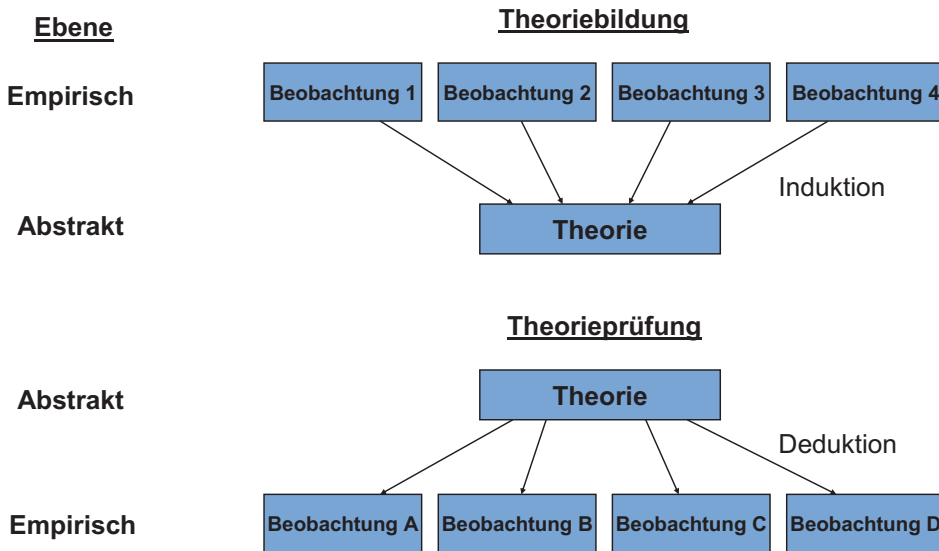 Ebene
Theoriebildung
Empirisch
Beobachtung 1
Beobachtung 2
Beobachtung 3
Beobachtung 4
Induktion
Abstrakt
Theorie
Theorieprüfung
Abstrakt
Theorie
Deduktion
Empirisch
Beobachtung A
Beobachtung B
Beobachtung C
Beobachtung D